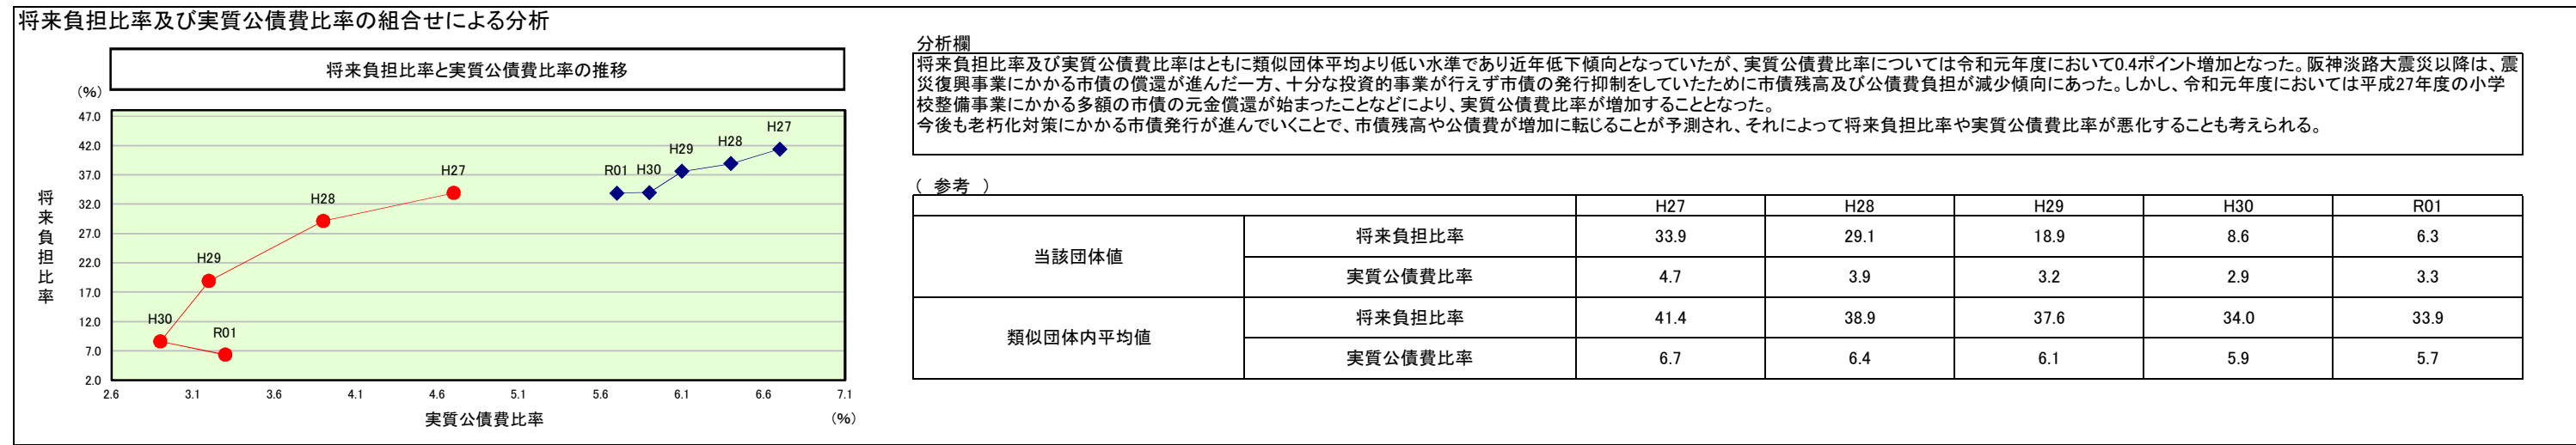 将来負担比率及び実質公債費比率の組合せによる分析
将来負担比率と実質公債費比率の推移
(%)
47.0
42.0
37.0
32.0
27.0
22.0
17.0
12.0
7.0
2.0
将来負担比率
H27
H28
H29
H30
R01
R01
H30
H29
H28
H27
2.6 3.1 3.6 4.1 4.6 5.1 5.6 6.1 6.6 7.1
実質公債費比率
(%)
分析欄
将来負担比率及び実質公債費比率はともに類似団体平均より低い水準であり近年低下傾向となっていたが、実質公債費比率については令和元年度において0.4ポイント増加となった。阪神淡路大震災以降は、震
災復興事業にかかる市債の償還が進んだ一方、十分な投資的事業が行えず市債の発行抑制をしていたために市債残高及び公債費負担が減少傾向にあった。しかし、令和元年度においては平成27年度の小学
校整備事業にかかる多額の市債の元金償還が始まったことなどにより、実質公債費比率が増加することとなった。
今後も老朽化対策にかかる市債発行が進んでいくことで、市債残高や公債費が増加に転じることが予測され、それによって将来負担比率や実質公債費比率が悪化することも考えられる。
( 参考 )
H27 H28 H29 H30 R01
当該団体値
将来負担比率 33.9 29.1 18.9 8.6 6.3
実質公債費比率 4.7 3.9 3.2 2.9 3.3
類似団体内平均値
将来負担比率 41.4 38.9 37.6 34.0 33.9
実質公債費比率 6.7 6.4 6.1 5.9 5.7